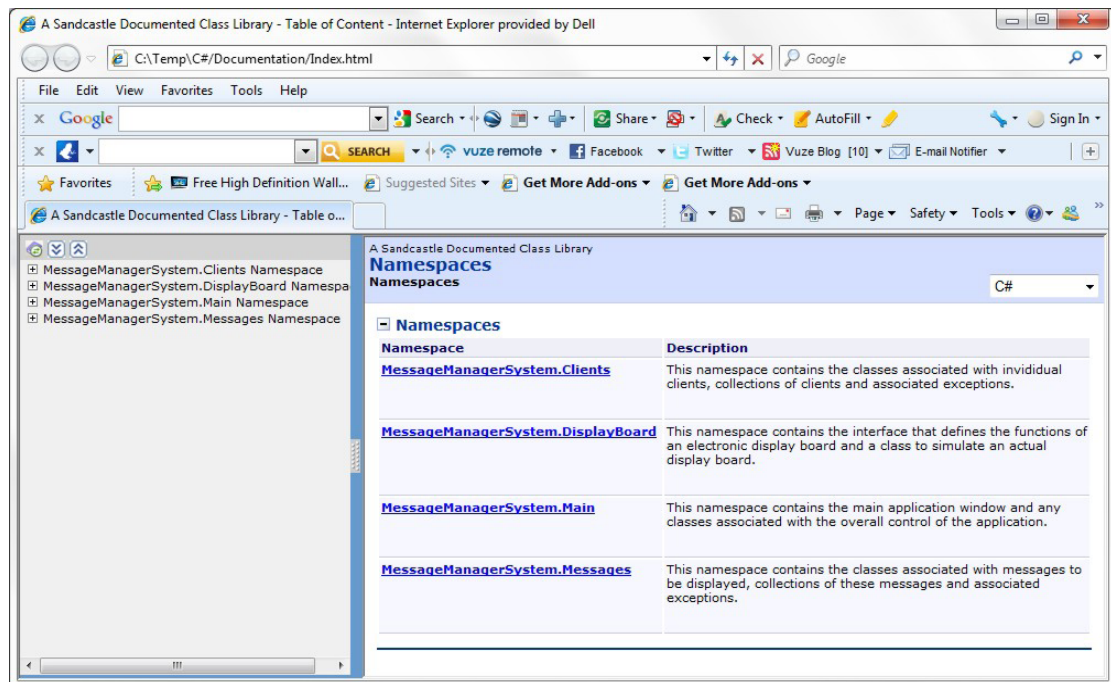 A Sandcastle Documented Class Library - Table of Content - Internet Explorer provided by Dell
C:\Temp\C#/Documentation/Index.html
Google
File Edit View Favorites Tools Help
x Google Search Share Check AutoFill Sign In
x SEARCH vuze remote Facebook Twitter Vuze Blog [10] E-mail Notifier
Favorites Free High Definition Wall... Suggested Sites Get More Add-ons Get More Add-ons
A Sandcastle Documented Class Library - Table o... Page Safety Tools »
MessageManagerSystem.Clients Namespace
MessageManagerSystem.DisplayBoard Namespa
MessageManagerSystem.Main Namespace
MessageManagerSystem.Messages Namespace
A Sandcastle Documented Class Library
Namespaces
Namespaces
C#
Namespaces
Namespace Description
MessageManagerSystem.Clients This namespace contains the classes associated with invididual
clients, collections of clients and associated exceptions.
MessageManagerSystem.DisplayBoard This namespace contains the interface that defines the functions of
an electronic display board and a class to simulate an actual
display board.
MessageManagerSystem.Main This namespace contains the main application window and any
classes associated with the overall control of the application.
MessageManagerSystem.Messages This namespace contains the classes associated with messages to
be displayed, collections of these messages and associated
exceptions.